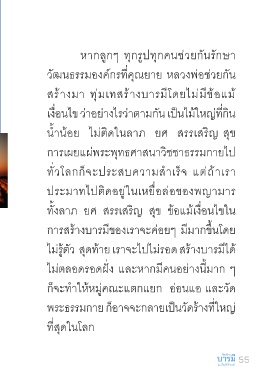 หากลูกๆ ทุกรูปทุกคนช่วยกันรักษา
วัฒนธรรมองค์กรที่คุณยาย หลวงพ่อช่วยกัน
สร้างมา ทุ่มเทสร้างบารมีโดยไม่มีข้อแม้
เงื่อนไข ว่าอย่างไรว่าตามกัน เป็นไม้ใหญ่ที่กิน
น้ำน้อย ไม่ติดในลาภ ยศ สรรเสริญ สุข
การเผยแผ่พระพุทธศาสนาวิชชาธรรมกายไป
ทั่วโลกก็จะประสบความสำเร็จ แต่ถ้าเรา
ประมาทไปติดอยู่ในเหยื่อล่อของพญามาร
ทั้งลาภ ยศ สรรเสริญ สุข ข้อแม้เงื่อนไขใน
การสร้างบารมีของเราจะค่อยๆ มีมากขึ้นโดย
ไม่รู้ตัว สุดท้าย เราจะไปไม่รอด สร้างบารมีได้
ไม่ตลอดรอดฝั่ง และหากมีคนอย่างนี้มาก ๆ
ก็จะทำให้หมู่คณะแตกแยก อ่อนแอ และวัด
พระธรรมกาย ก็อาจจะกลายเป็นวัดร้างที่ใหญ่
ที่สุดในโลก
บารมี 55